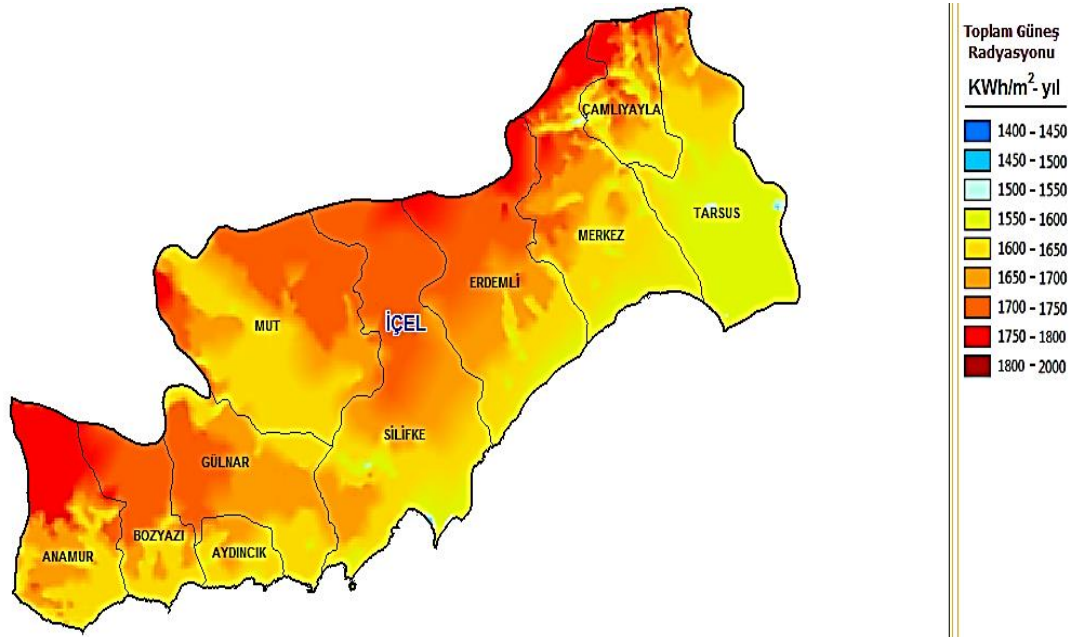 Toplam Güneş
Radyasyonu
KWh/m²- yıl
1400 - 1450
1450 - 1500
1500 - 1550
1550 - 1600
1600 - 1650
1650 - 1700
1700 - 1750
1750 - 1800
1800 - 2000
ÇAMLIYAYLA
TARSUS
MERKEZ
ERDEMLİ
MUT
İÇEL
SİLİFKE
GÜLNAR
BOZYAZI
AYDINCIK
ANAMUR